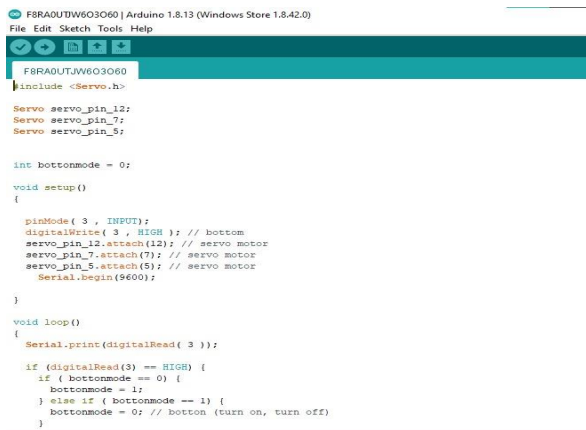 F8RA0UTJW6O3O60 | Arduino 1.8.13 (Windows Store 1.8.42.0)
File Edit Sketch Tools Help
F8RA0UTJW6O3O60
#include <Servo.h>
Servo servo_pin_12;
Servo servo_pin_7;
Servo servo_pin_5;
int bottonmode = 0;
void setup()
{
pinMode( 3 , INPUT);
digitalWrite( 3 , HIGH ); // bottom
servo_pin_12.attach(12); // servo motor
servo_pin_7.attach(7); // servo motor
servo_pin_5.attach(5); // servo motor
Serial.begin(9600);
}
void loop()
{
Serial.print(digitalRead( 3 ));
if (digitalRead(3) == HIGH) {
if ( bottonmode == 0) {
bottonmode = 1;
} else if ( bottonmode == 1) {
bottonmode = 0; // botton (turn on, turn off)
}